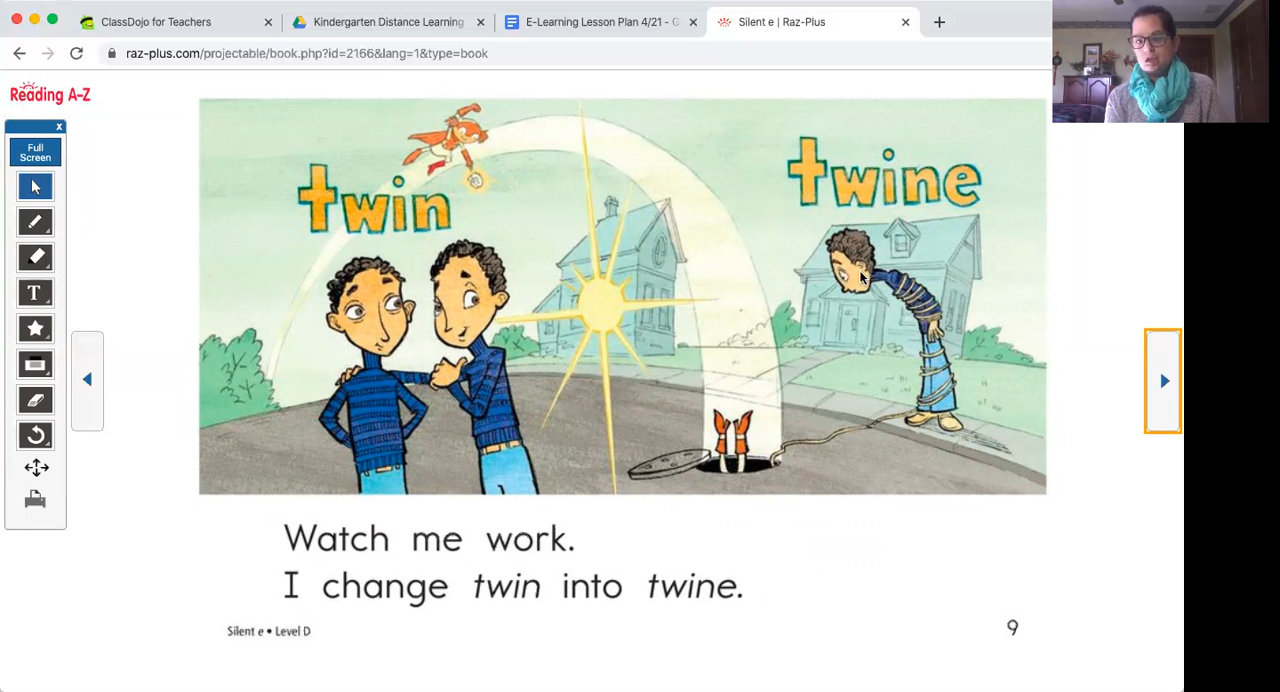 ClassDojo for Teachers
Kindergarten Distance Learning
E-Learning Lesson Plan 4/21 - G
Silent e | Raz-Plus
raz-plus.com/projectable/book.php?id=2166&lang=1&type=book
Reading A-Z
x
Full
Screen
T
twin
twine
Watch me work.
I change twin into twine.
Silent e • Level D
9